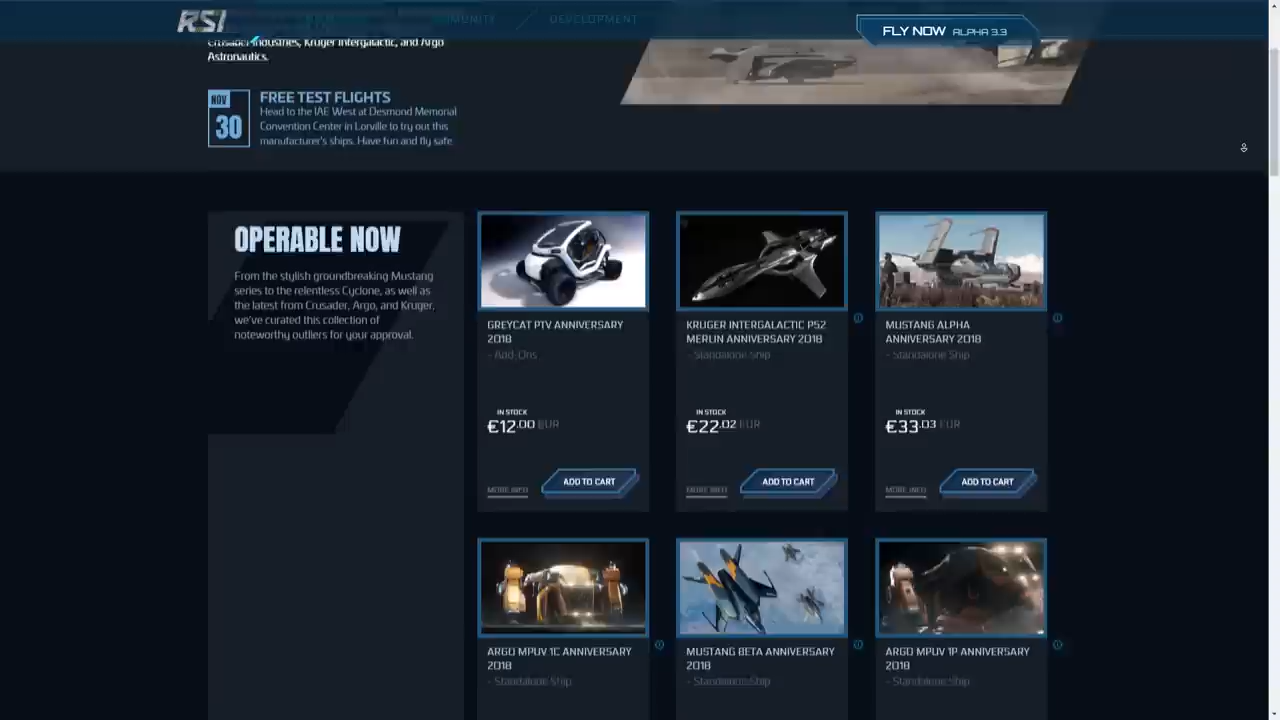 RSI
DEVELOPMENT
FLY NOW ALPHA 3.3
Crusader Industries, Kruger Intergalactic, and Argo
Astronautics.
NOV
30
FREE TEST FLIGHTS
Head to the IAE West at Desmond Memorial
Convention Center in Lorville to try out this
manufacturer's ships. Have fun and fly safe.
OPERABLE NOW
From the stylish groundbreaking Mustang
series to the relentless Cyclone, as well as
the latest from Crusader, Argo, and Kruger,
we've curated this collection of
noteworthy outliers for your approval.
GREYCAT PTV ANNIVERSARY
2018
- Add-Ons
IN STOCK
€12.00 EUR
MORE INFO
ADD TO CART
KRUGER INTERGALACTIC P52
MERLIN ANNIVERSARY 2018
- Standalone Ship
IN STOCK
€22.02 EUR
MORE INFO
ADD TO CART
MUSTANG ALPHA
ANNIVERSARY 2018
- Standalone Ship
IN STOCK
€33.03 EUR
MORE INFO
ADD TO CART
ARGO MPUV 1C ANNIVERSARY
2018
- Standalone Ship
MUSTANG BETA ANNIVERSARY
2018
- Standalone Ship
ARGO MPUV 1P ANNIVERSARY
2018
- Standalone Ship